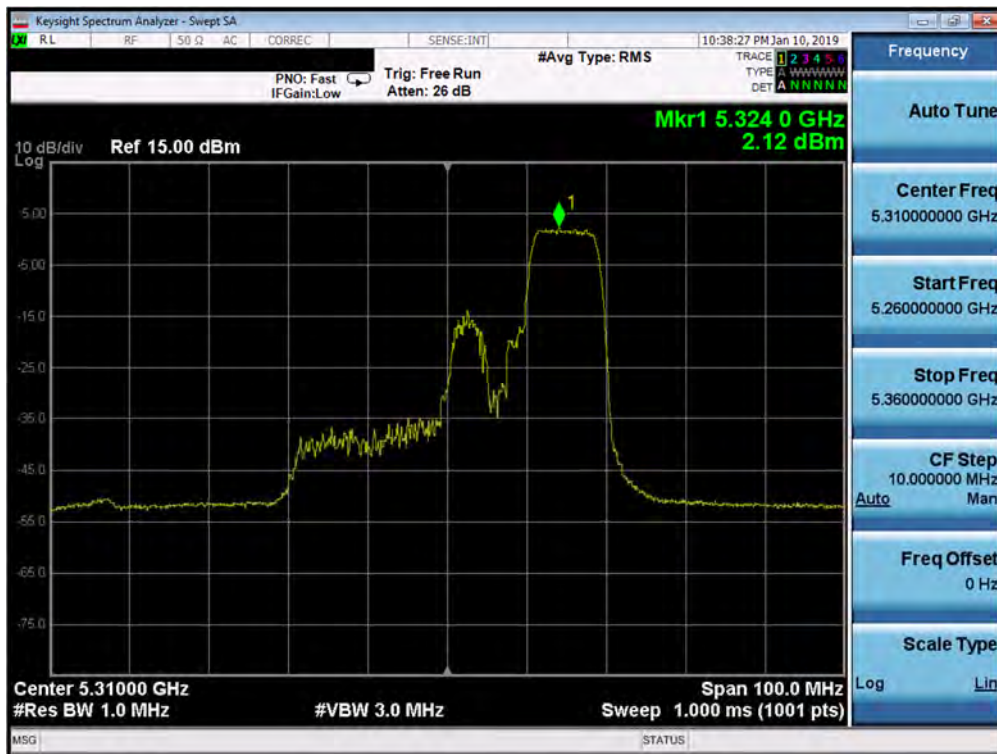 Keysight Spectrum Analyzer - Swept SA
LXI RL RF 50 Ω AC CORREC SENSE:INT 10:38:27 PM Jan 10, 2019
#Avg Type: RMS
TRACE 1 2 3 4 5 6
PNO: Fast Trig: Free Run
TYPE A WWWWW
IFGain:Low Atten: 26 dB
DET A N N N N N
Mkr1 5.324 0 GHz
2.12 dBm
10 dB/div Ref 15.00 dBm
Log
1
-5.00
-15.0
-25.0
-35.0
-45.0
-55.0
-65.0
-75.0
Center 5.31000 GHz Span 100.0 MHz
#Res BW 1.0 MHz #VBW 3.0 MHz Sweep 1.000 ms (1001 pts)
MSG STATUS
Frequency
Auto Tune
Center Freq
5.310000000 GHz
Start Freq
5.260000000 GHz
Stop Freq
5.360000000 GHz
CF Step
10.000000 MHz
Auto Man
Freq Offset
0 Hz
Scale Type
Log Lin